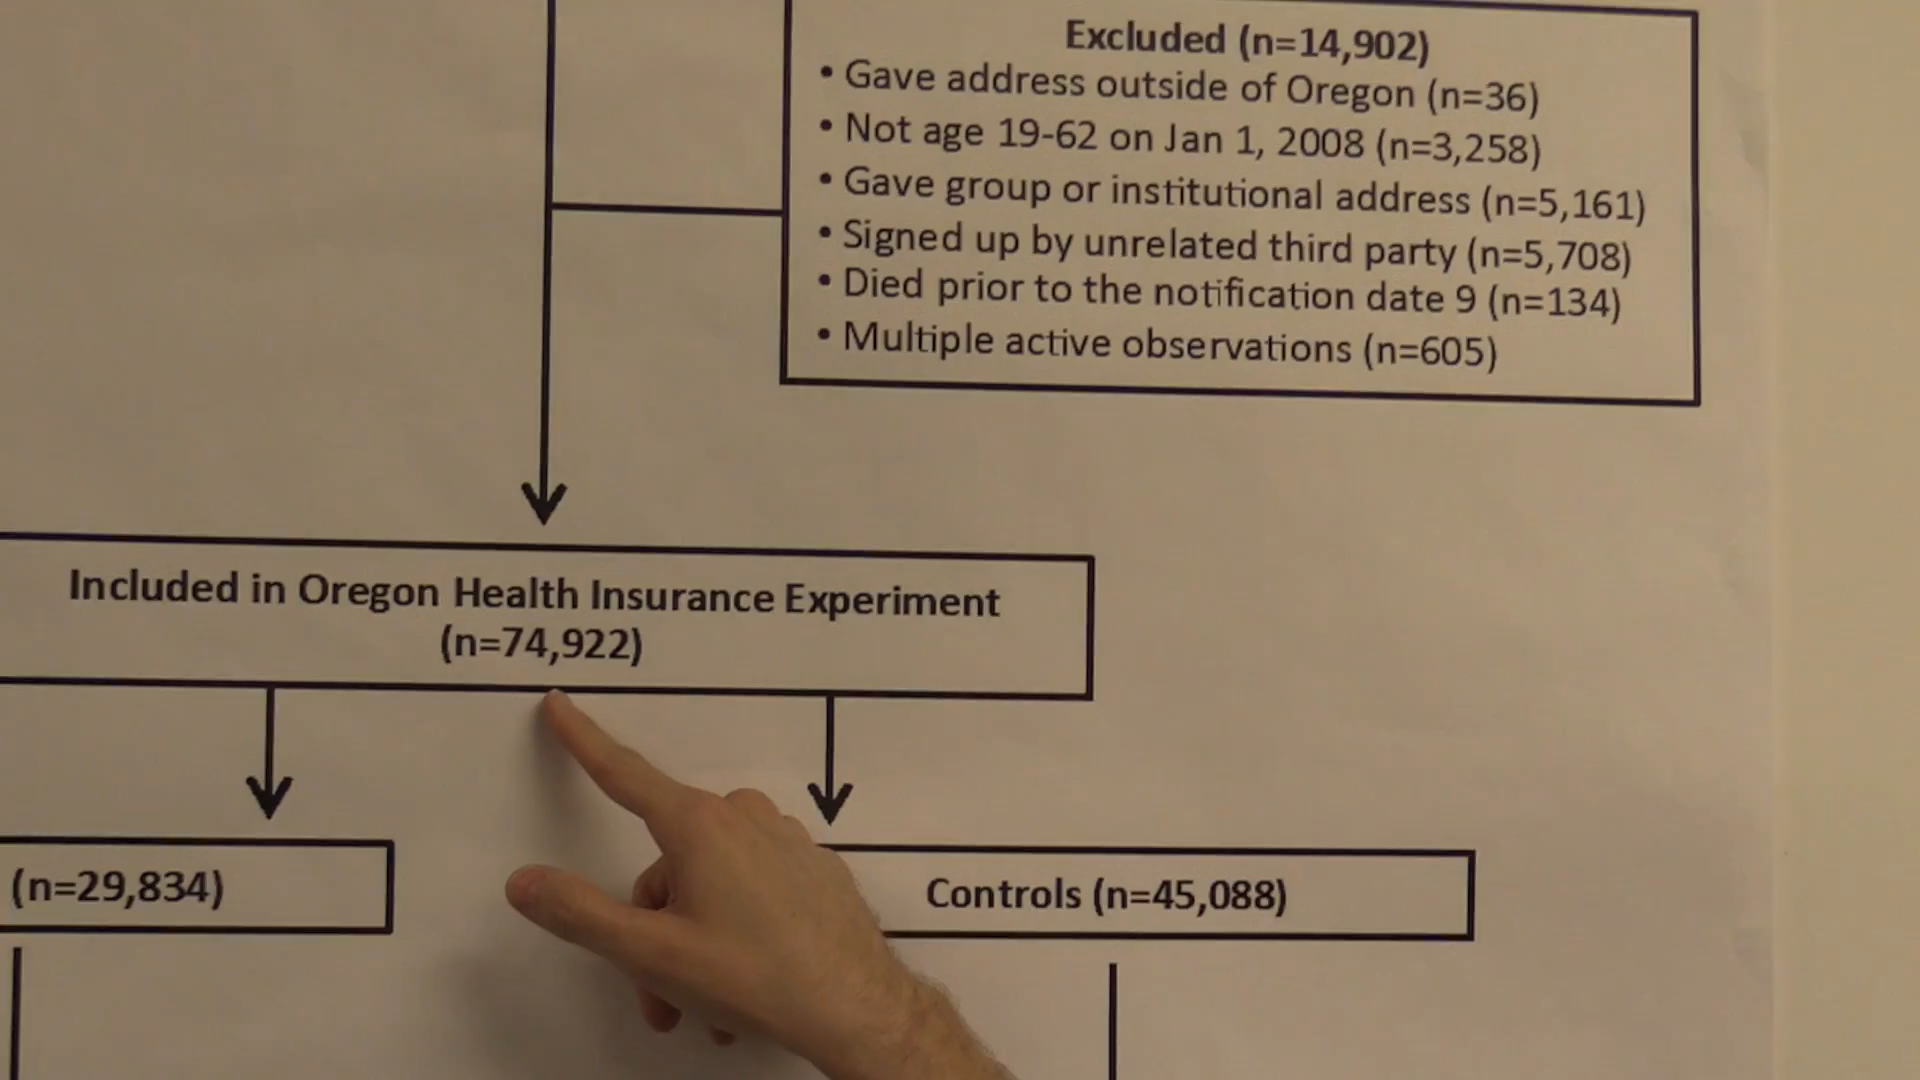 Excluded (n=14,902)
• Gave address outside of Oregon (n=36)
• Not age 19-62 on Jan 1, 2008 (n=3,258)
• Gave group or institutional address (n=5,161)
• Signed up by unrelated third party (n=5,708)
• Died prior to the notification date 9 (n=134)
• Multiple active observations (n=605)
Included in Oregon Health Insurance Experiment
(n=74,922)
(n=29,834)
Controls (n=45,088)